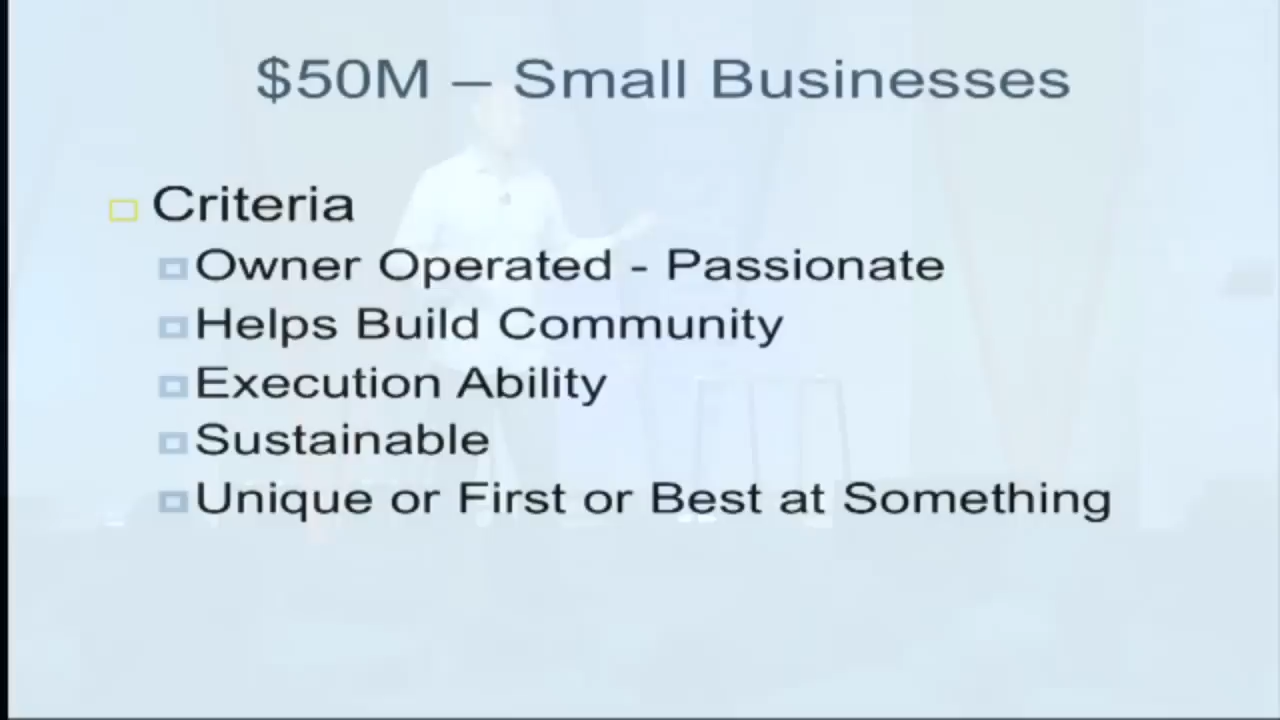 $50M – Small Businesses
Criteria
Owner Operated - Passionate
Helps Build Community
Execution Ability
Sustainable
Unique or First or Best at Something